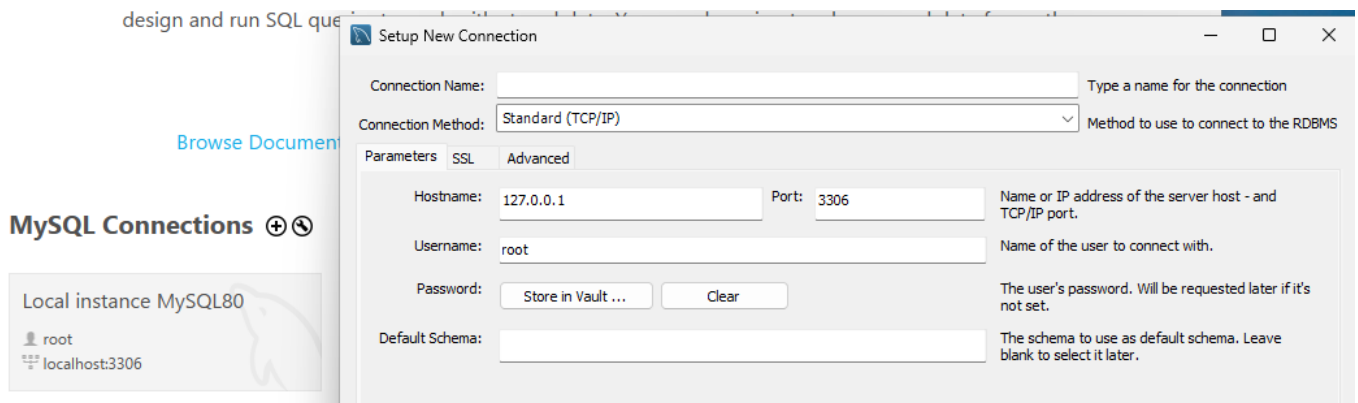 design and run SQL que
Setup New Connection
Connection Name:
Type a name for the connection
Connection Method:
Standard (TCP/IP)
Method to use to connect to the RDBMS
Browse Documen
Parameters SSL Advanced
Hostname:
127.0.0.1
Port:
3306
Name or IP address of the server host - and
TCP/IP port.
MySQL Connections
Username:
root
Name of the user to connect with.
Password:
Store in Vault ...
Clear
The user's password. Will be requested later if it's
not set.
Local instance MySQL80
root
localhost:3306
Default Schema:
The schema to use as default schema. Leave
blank to select it later.